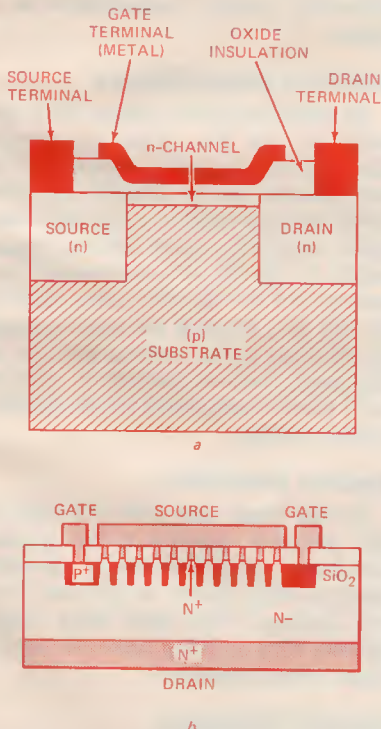 GATE
TERMINAL
(METAL)
OXIDE
INSULATION
SOURCE
TERMINAL
DRAIN
TERMINAL
n-CHANNEL
SOURCE
(n)
DRAIN
(n)
(p)
SUBSTRATE
a
GATE
SOURCE
GATE
P+
SiO₂
N+
N–
N+
DRAIN
b